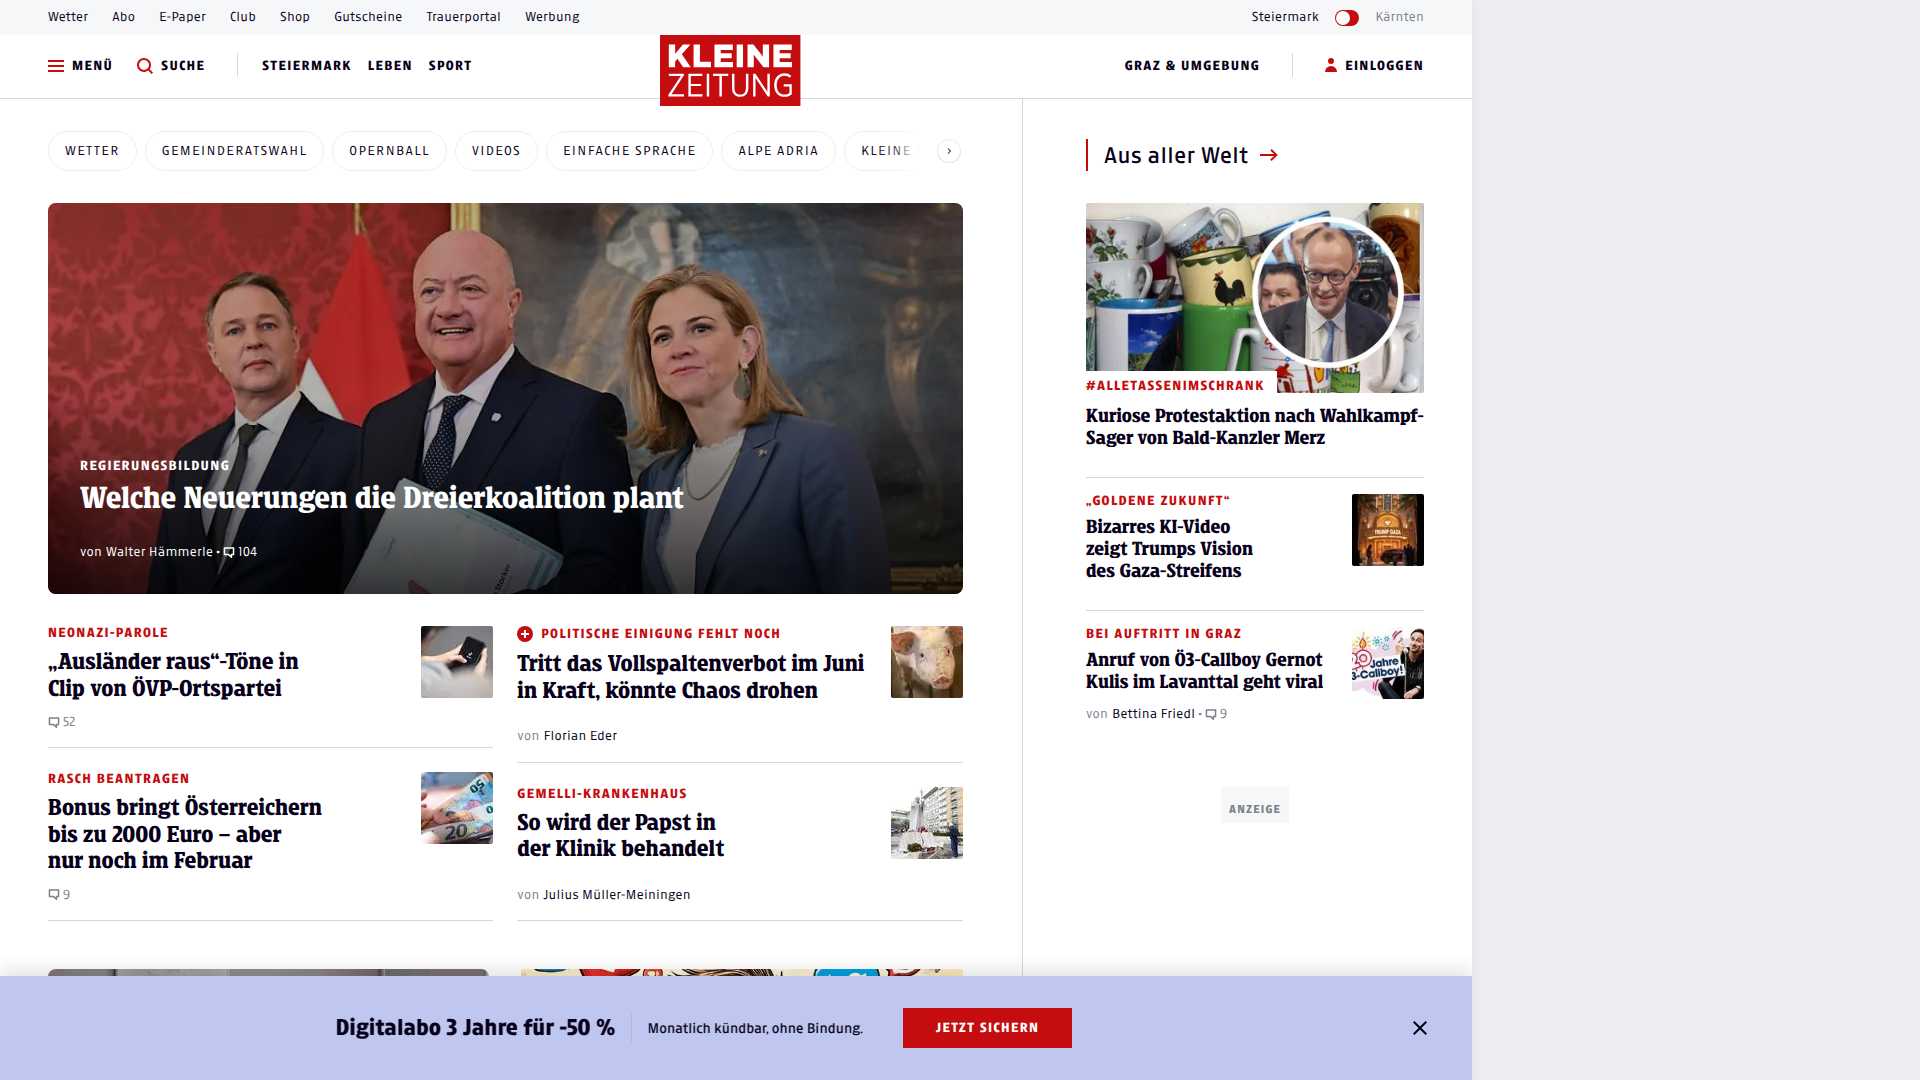 Wetter Abo E-Paper Club Shop Gutscheine Trauerportal Werbung Steiermark Kärnten
MENÜ SUCHE STEIERMARK LEBEN SPORT KLEINE ZEITUNG GRAZ & UMGEBUNG EINLOGGEN
WETTER GEMEINDERATSWAHL OPERNBALL VIDEOS EINFACHE SPRACHE ALPE ADRIA KLEINE
REGIERUNGSBILDUNG
Welche Neuerungen die Dreierkoalition plant
von Walter Hämmerle • 104
NEONAZI-PAROLE
„Ausländer raus“-Töne in
Clip von ÖVP-Ortspartei
52
RASCH BEANTRAGEN
Bonus bringt Österreichern
bis zu 2000 Euro – aber
nur noch im Februar
9
POLITISCHE EINIGUNG FEHLT NOCH
Tritt das Vollspaltenverbot im Juni
in Kraft, könnte Chaos drohen
von Florian Eder
GEMELLI-KRANKENHAUS
So wird der Papst in
der Klinik behandelt
von Julius Müller-Meiningen
Aus aller Welt
#ALLETASSENIMSCHRANK
Kuriose Protestaktion nach Wahlkampf-
Sager von Bald-Kanzler Merz
„GOLDENE ZUKUNFT“
Bizarres KI-Video
zeigt Trumps Vision
des Gaza-Streifens
TRUMP GAZA
BEI AUFTRITT IN GRAZ
Anruf von Ö3-Callboy Gernot
Kulis im Lavanttal geht viral
von Bettina Friedl • 9
20
Jahre
3-Callboy!
ANZEIGE
Digitalabo 3 Jahre für -50 % Monatlich kündbar, ohne Bindung. JETZT SICHERN